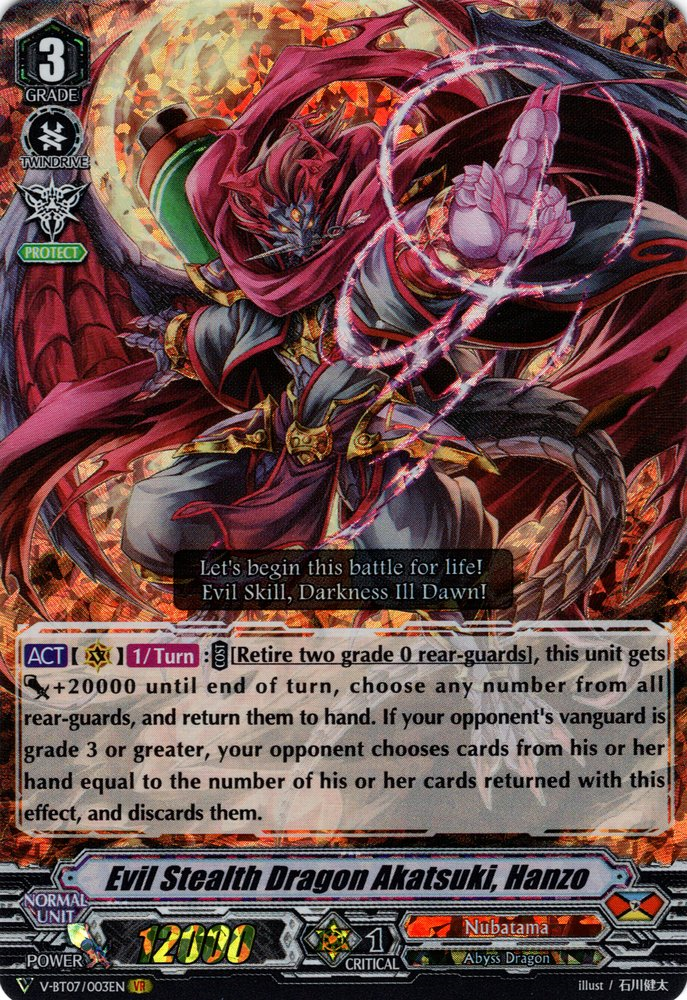 3
GRADE
TWINDRIVE
PROTECT
Let's begin this battle for life!
Evil Skill, Darkness Ill Dawn!
ACT【 】1/Turn :COST [Retire two grade 0 rear-guards], this unit gets
+20000 until end of turn, choose any number from all
rear-guards, and return them to hand. If your opponent's vanguard is
grade 3 or greater, your opponent chooses cards from his or her
hand equal to the number of his or her cards returned with this
effect, and discards them.
Evil Stealth Dragon Akatsuki, Hanzo
NORMAL
UNIT
POWER 12000
1
CRITICAL
Nubatama
Abyss Dragon
V-BT07/003EN VR
illust / 石川健太